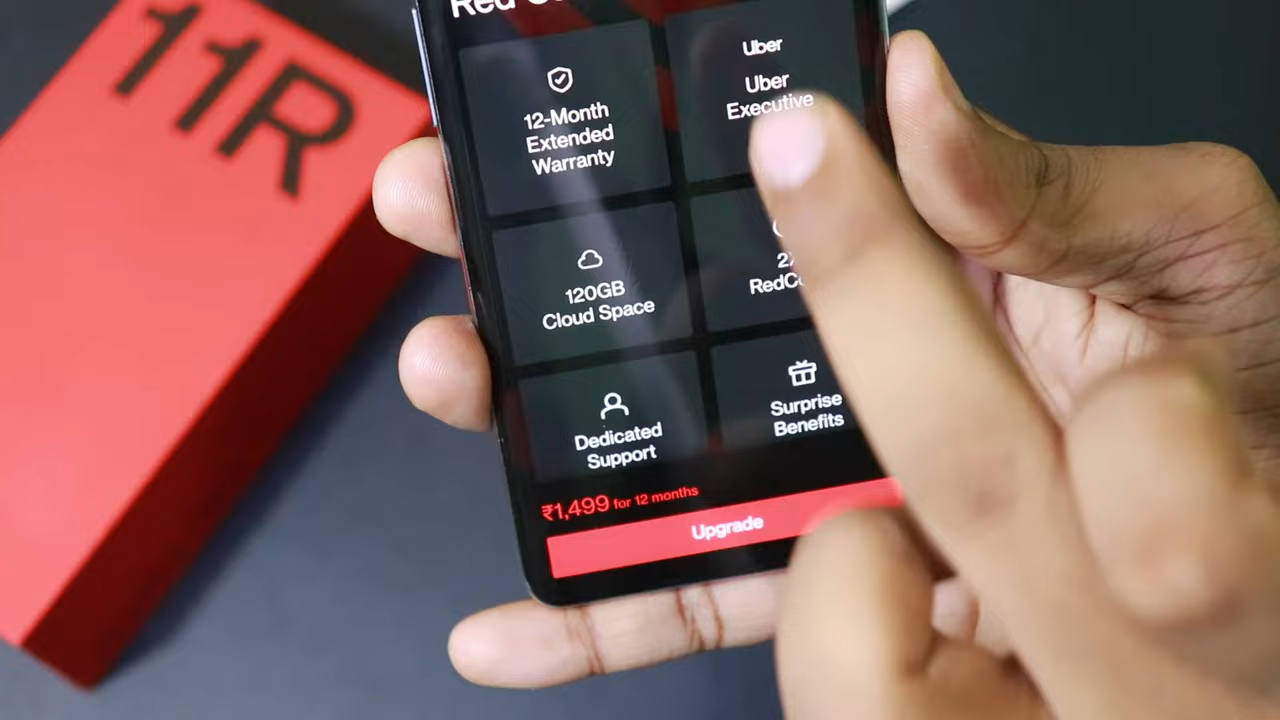 11R
Red
12-Month
Extended
Warranty
Uber
Uber
Executive
120GB
Cloud Space
Dedicated
Support
Surprise
Benefits
₹1,499 for 12 months
Upgrade